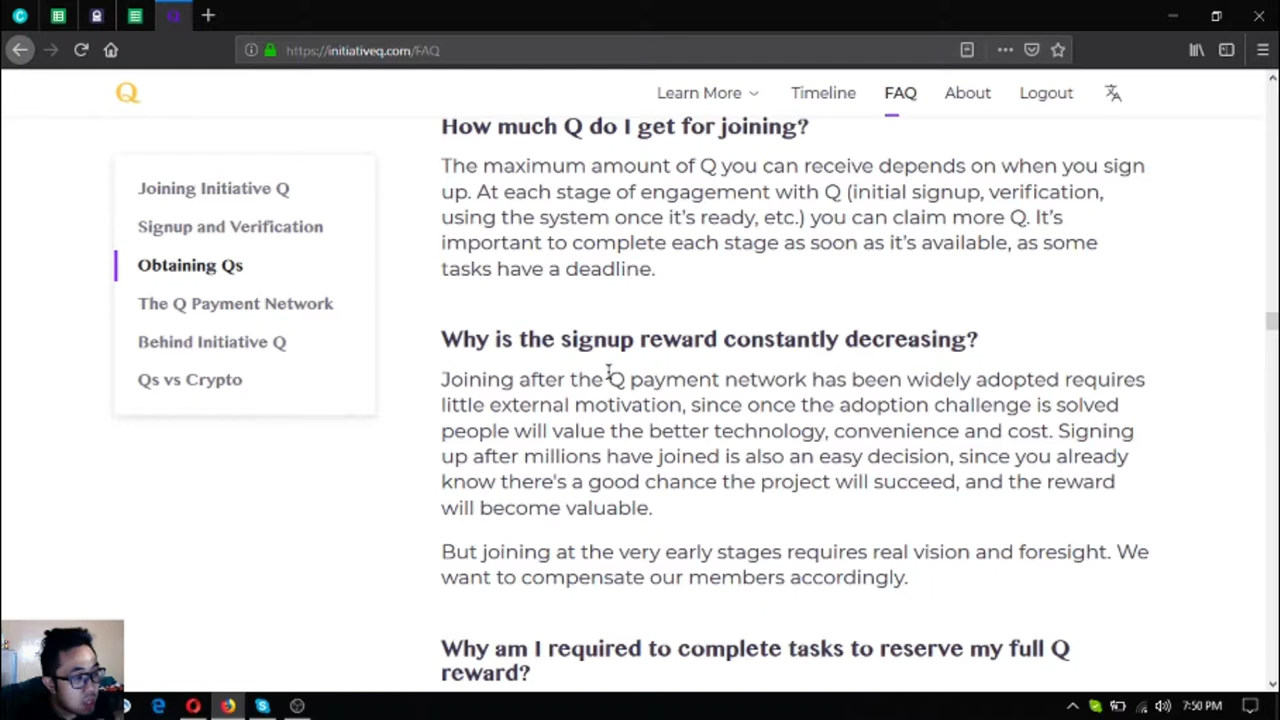 https://initiativeq.com/FAQ
Q
Learn More
Timeline
FAQ
About
Logout
Joining Initiative Q
Signup and Verification
Obtaining Qs
The Q Payment Network
Behind Initiative Q
Qs vs Crypto
How much Q do I get for joining?
The maximum amount of Q you can receive depends on when you sign
up. At each stage of engagement with Q (initial signup, verification,
using the system once it's ready, etc.) you can claim more Q. It's
important to complete each stage as soon as it's available, as some
tasks have a deadline.
Why is the signup reward constantly decreasing?
Joining after the Q payment network has been widely adopted requires
little external motivation, since once the adoption challenge is solved
people will value the better technology, convenience and cost. Signing
up after millions have joined is also an easy decision, since you already
know there's a good chance the project will succeed, and the reward
will become valuable.
But joining at the very early stages requires real vision and foresight. We
want to compensate our members accordingly.
Why am I required to complete tasks to reserve my full Q
reward?
7:50 PM